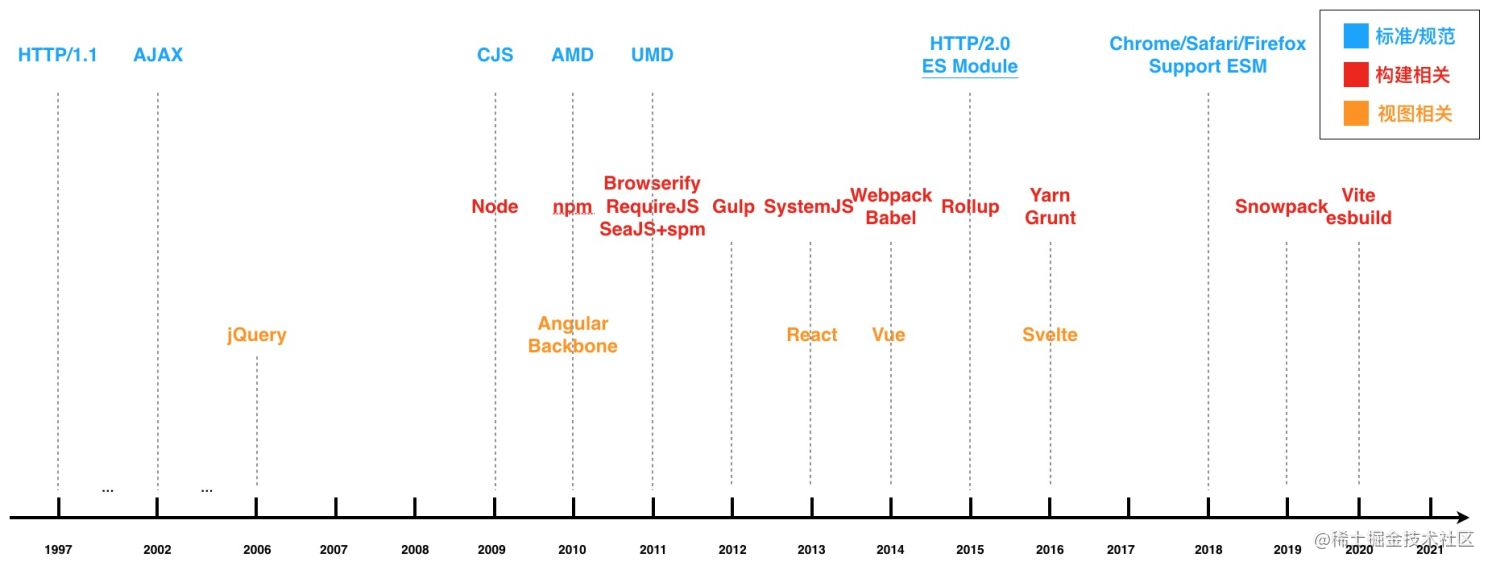 HTTP/1.1
AJAX
CJS
AMD
UMD
HTTP/2.0
ES Module
Chrome/Safari/Firefox
Support ESM
标准/规范
构建相关
视图相关
Node
npm
Browserify
RequireJS
SeaJS+spm
Gulp
SystemJS
Webpack
Babel
Rollup
Yarn
Grunt
Snowpack
Vite
esbuild
jQuery
Angular
Backbone
React
Vue
Svelte
...
...
1997
2002
2006
2007
2008
2009
2010
2011
2012
2013
2014
2015
2016
2017
2018
2019
2020
2021
@稀土掘金技术社区